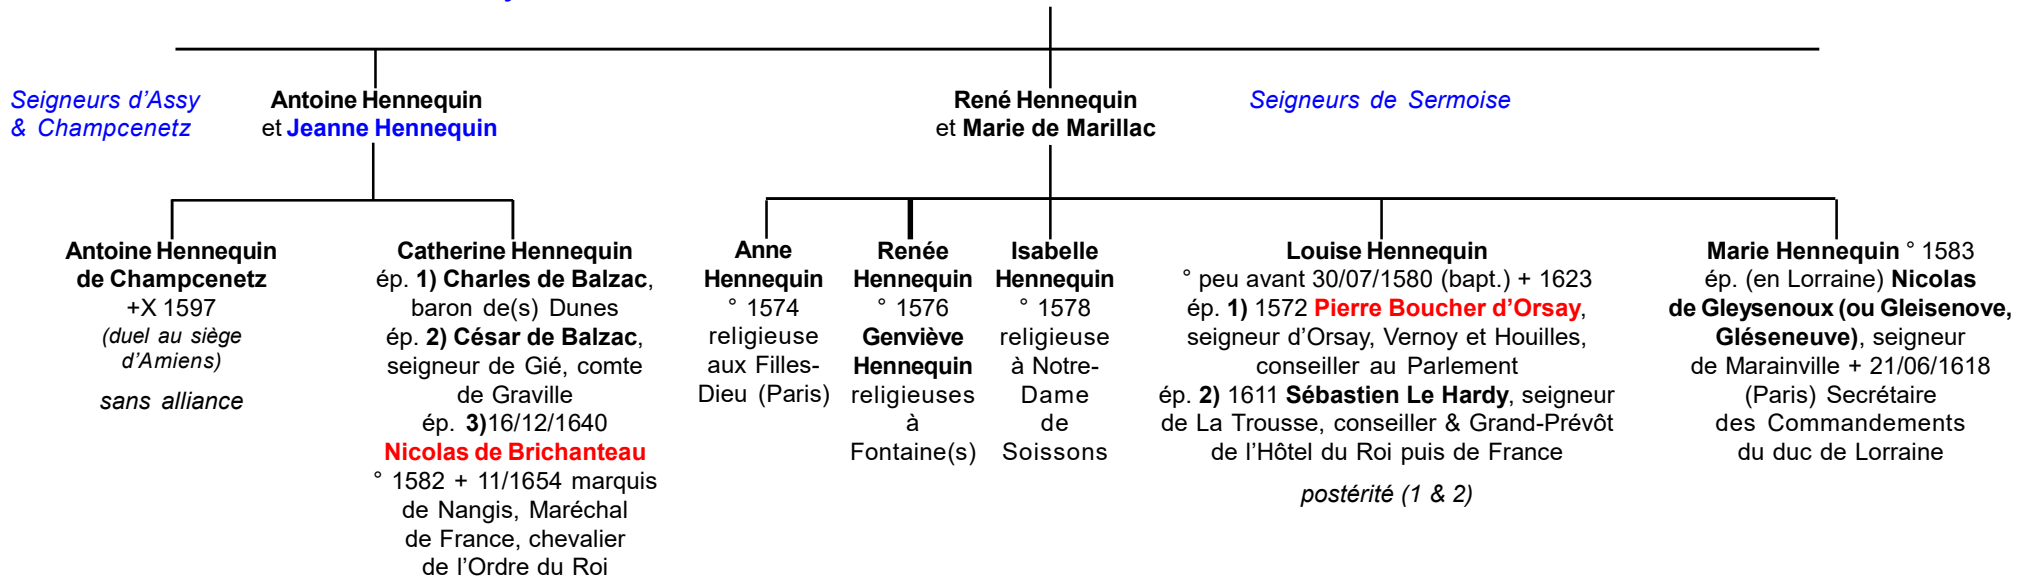 Seigneurs d’Assy
& Champcenetz
Antoine Hennequin
et Jeanne Hennequin
René Hennequin
et Marie de Marillac
Seigneurs de Sermoise
Antoine Hennequin
de Champcenetz
+X 1597
(duel au siège
d’Amiens)
sans alliance
Catherine Hennequin
ép. 1) Charles de Balzac,
baron de(s) Dunes
ép. 2) César de Balzac,
seigneur de Gié, comte
de Graville
ép. 3)16/12/1640
Nicolas de Brichanteau
° 1582 + 11/1654 marquis
de Nangis, Maréchal
de France, chevalier
de l’Ordre du Roi
Anne
Hennequin
° 1574
religieuse
aux Filles-
Dieu (Paris)
Renée
Hennequin
° 1576
Genviève
Hennequin
religieuses
à
Fontaine(s)
Isabelle
Hennequin
° 1578
religieuse
à Notre-
Dame
de
Soissons
Louise Hennequin
° peu avant 30/07/1580 (bapt.) + 1623
ép. 1) 1572 Pierre Boucher d’Orsay,
seigneur d’Orsay, Vernoy et Houilles,
conseiller au Parlement
ép. 2) 1611 Sébastien Le Hardy, seigneur
de La Trousse, conseiller & Grand-Prévôt
de l’Hôtel du Roi puis de France
postérité (1 & 2)
Marie Hennequin ° 1583
ép. (en Lorraine) Nicolas
de Gleysenoux (ou Gleisenove,
Gléseneuve), seigneur
de Marainville + 21/06/1618
(Paris) Secrétaire
des Commandements
du duc de Lorraine